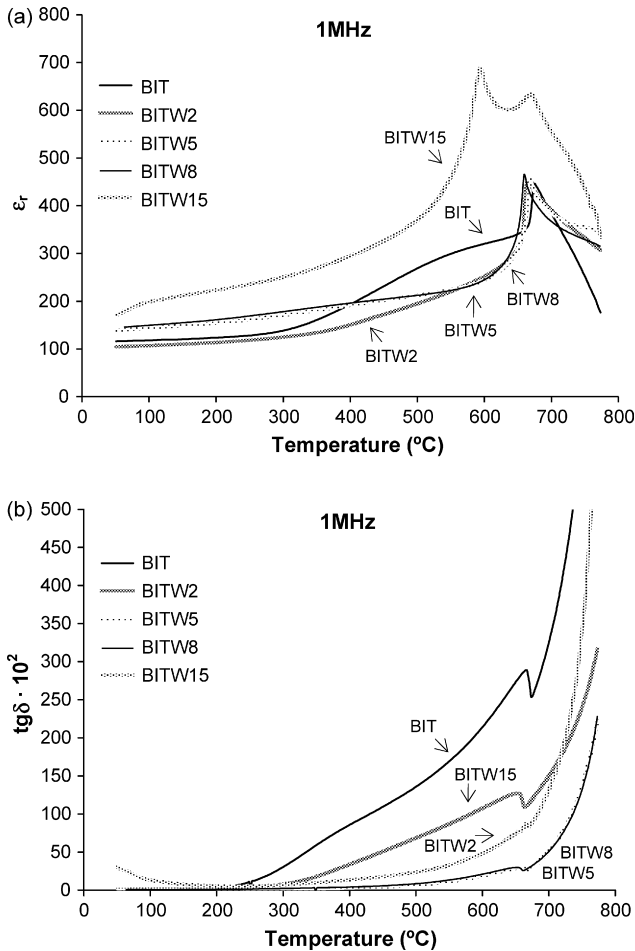 (a)
1MHz
800
700
600
500
400
300
200
100
0
εr
BIT
BITW2
BITW5
BITW8
BITW15
BITW15
BIT
BITW8
BITW5
BITW2
0 100 200 300 400 500 600 700 800
Temperature (ºC)
(b)
1MHz
500
450
400
350
300
250
200
150
100
50
0
tgδ · 10²
BIT
BITW2
BITW5
BITW8
BITW15
BIT
BITW15
BITW2
BITW8
BITW5
0 100 200 300 400 500 600 700 800
Temperature (ºC)